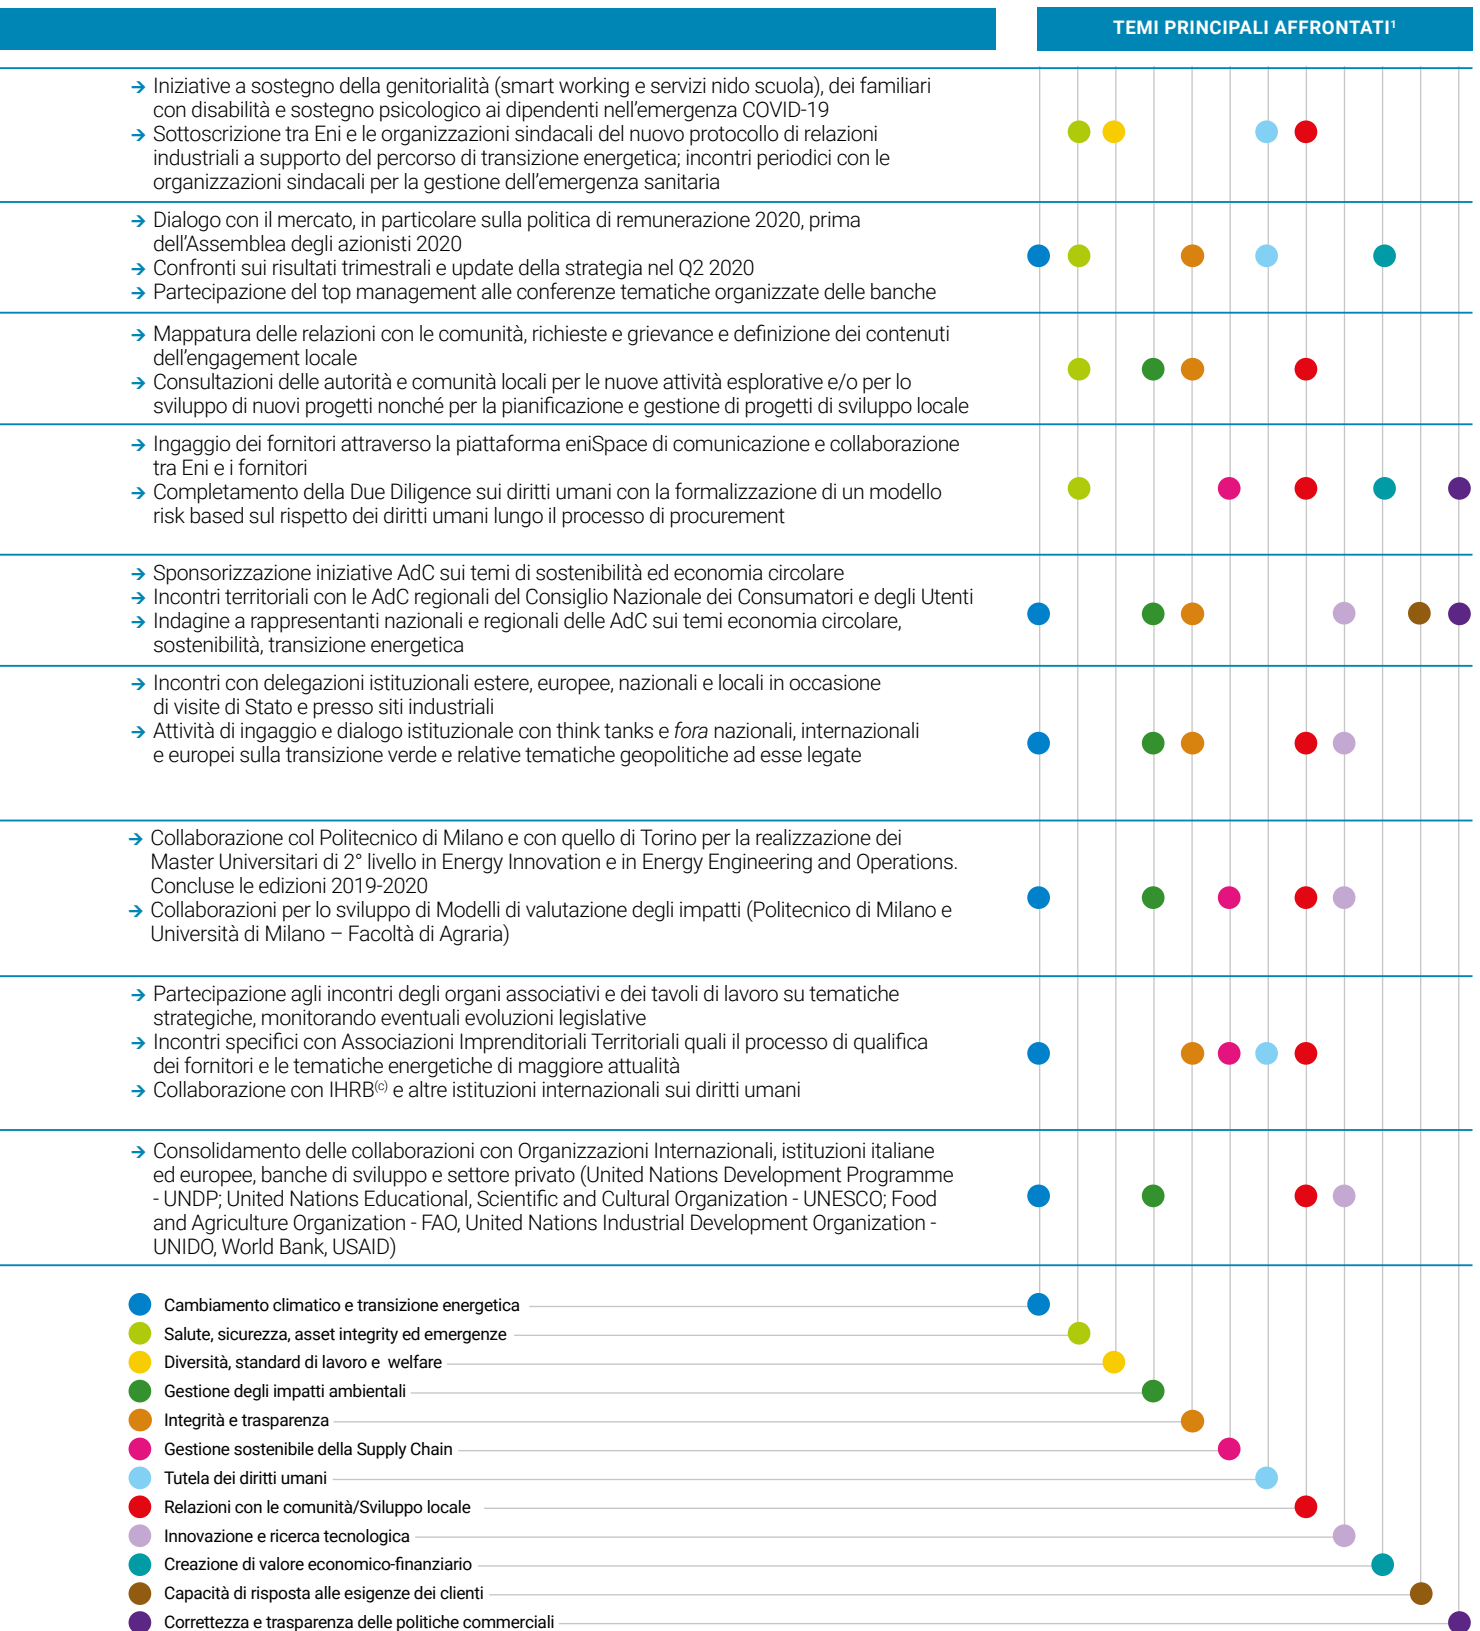 TEMI PRINCIPALI AFFRONTATI¹
→ Iniziative a sostegno della genitorialità (smart working e servizi nido scuola), dei familiari
con disabilità e sostegno psicologico ai dipendenti nell’emergenza COVID-19
→ Sottoscrizione tra Eni e le organizzazioni sindacali del nuovo protocollo di relazioni
industriali a supporto del percorso di transizione energetica; incontri periodici con le
organizzazioni sindacali per la gestione dell’emergenza sanitaria
→ Dialogo con il mercato, in particolare sulla politica di remunerazione 2020, prima
dell’Assemblea degli azionisti 2020
→ Confronti sui risultati trimestrali e update della strategia nel Q2 2020
→ Partecipazione del top management alle conferenze tematiche organizzate delle banche
→ Mappatura delle relazioni con le comunità, richieste e grievance e definizione dei contenuti
dell’engagement locale
→ Consultazioni delle autorità e comunità locali per le nuove attività esplorative e/o per lo
sviluppo di nuovi progetti nonché per la pianificazione e gestione di progetti di sviluppo locale
→ Ingaggio dei fornitori attraverso la piattaforma eniSpace di comunicazione e collaborazione
tra Eni e i fornitori
→ Completamento della Due Diligence sui diritti umani con la formalizzazione di un modello
risk based sul rispetto dei diritti umani lungo il processo di procurement
→ Sponsorizzazione iniziative AdC sui temi di sostenibilità ed economia circolare
→ Incontri territoriali con le AdC regionali del Consiglio Nazionale dei Consumatori e degli Utenti
→ Indagine a rappresentanti nazionali e regionali delle AdC sui temi economia circolare,
sostenibilità, transizione energetica
→ Incontri con delegazioni istituzionali estere, europee, nazionali e locali in occasione
di visite di Stato e presso siti industriali
→ Attività di ingaggio e dialogo istituzionale con think tanks e fora nazionali, internazionali
e europei sulla transizione verde e relative tematiche geopolitiche ad esse legate
→ Collaborazione col Politecnico di Milano e con quello di Torino per la realizzazione dei
Master Universitari di 2° livello in Energy Innovation e in Energy Engineering and Operations.
Concluse le edizioni 2019-2020
→ Collaborazioni per lo sviluppo di Modelli di valutazione degli impatti (Politecnico di Milano e
Università di Milano – Facoltà di Agraria)
→ Partecipazione agli incontri degli organi associativi e dei tavoli di lavoro su tematiche
strategiche, monitorando eventuali evoluzioni legislative
→ Incontri specifici con Associazioni Imprenditoriali Territoriali quali il processo di qualifica
dei fornitori e le tematiche energetiche di maggiore attualità
→ Collaborazione con IHRB(c) e altre istituzioni internazionali sui diritti umani
→ Consolidamento delle collaborazioni con Organizzazioni Internazionali, istituzioni italiane
ed europee, banche di sviluppo e settore privato (United Nations Development Programme
- UNDP; United Nations Educational, Scientific and Cultural Organization - UNESCO; Food
and Agriculture Organization - FAO, United Nations Industrial Development Organization -
UNIDO, World Bank, USAID)
Cambiamento climatico e transizione energetica
Salute, sicurezza, asset integrity ed emergenze
Diversità, standard di lavoro e welfare
Gestione degli impatti ambientali
Integrità e trasparenza
Gestione sostenibile della Supply Chain
Tutela dei diritti umani
Relazioni con le comunità/Sviluppo locale
Innovazione e ricerca tecnologica
Creazione di valore economico-finanziario
Capacità di risposta alle esigenze dei clienti
Correttezza e trasparenza delle politiche commerciali